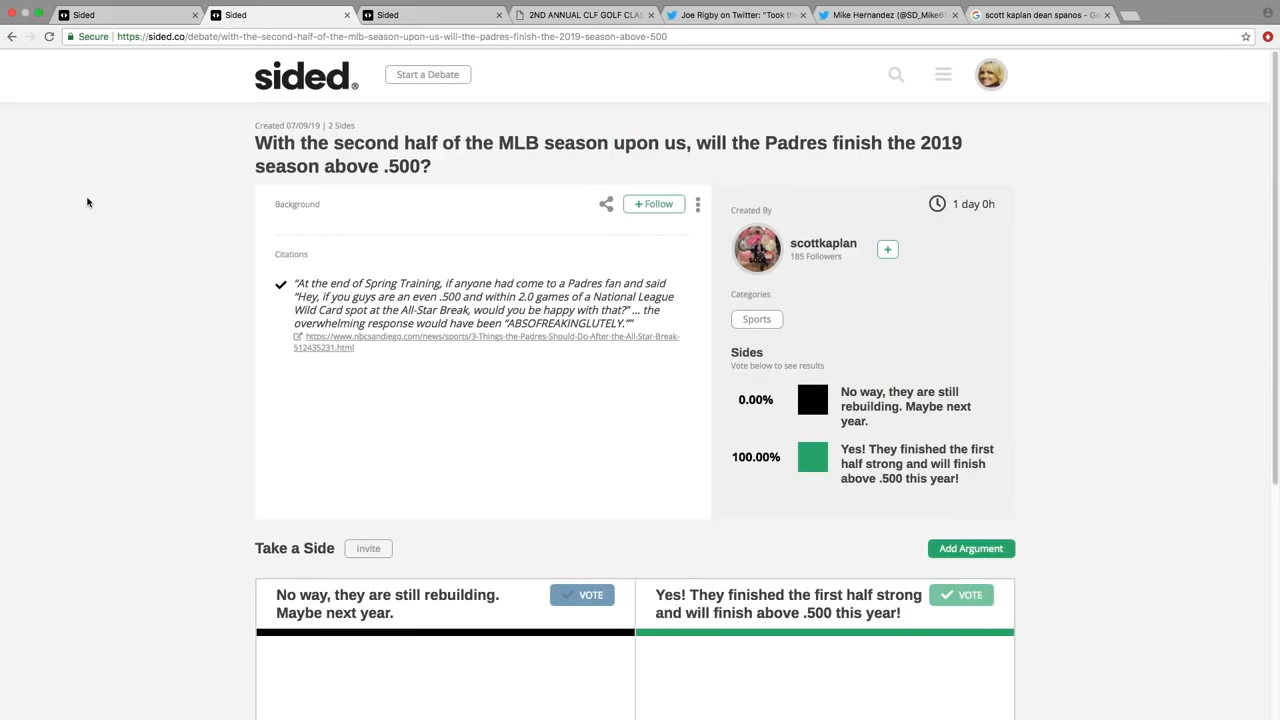 Sided
Sided
Sided
2ND ANNUAL CLF GOLF CLAS
Joe Rigby on Twitter: "Took the
Mike Hernandez (@SD_Mike61
scott kaplan dean spanos - Go
Secure
https://sided.co/debate/with-the-second-half-of-the-mlb-season-upon-us-will-the-padres-finish-the-2019-season-above-500
sided®
Start a Debate
Created 07/09/19 | 2 Sides
With the second half of the MLB season upon us, will the Padres finish the 2019
season above .500?
Background
+ Follow
Citations
"At the end of Spring Training, if anyone had come to a Padres fan and said
"Hey, if you guys are an even .500 and within 2.0 games of a National League
Wild Card spot at the All-Star Break, would you be happy with that?" ... the
overwhelming response would have been "ABSOFREAKINGLUTELY.""
https://www.nbcsandiego.com/news/sports/3-Things-the-Padres-Should-Do-After-the-All-Star-Break-
512435231.html
Created By
1 day 0h
scottkaplan
185 Followers
+
Categories
Sports
Sides
Vote below to see results
0.00%
No way, they are still
rebuilding. Maybe next
year.
100.00%
Yes! They finished the first
half strong and will finish
above .500 this year!
Take a Side
Invite
Add Argument
No way, they are still rebuilding.
Maybe next year.
VOTE
Yes! They finished the first half strong
and will finish above .500 this year!
VOTE